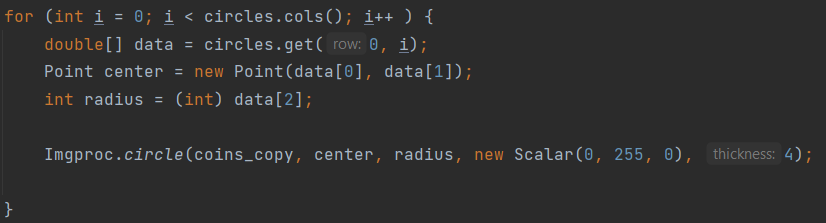 for (int i = 0; i < circles.cols(); i++ ) {
double[] data = circles.get( row: 0, i);
Point center = new Point(data[0], data[1]);
int radius = (int) data[2];
Imgproc.circle(coins_copy, center, radius, new Scalar(0, 255, 0), thickness: 4);
}